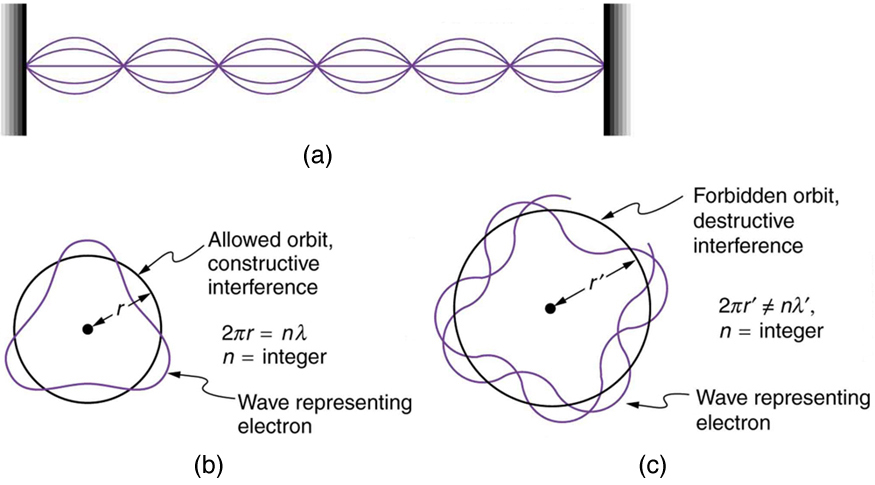 (a)
Allowed orbit,
constructive
interference
r
2πr = nλ
n = integer
Wave representing
electron
(b)
Forbidden orbit,
destructive
interference
r′
2πr′ ≠ nλ′,
n = integer
Wave representing
electron
(c)